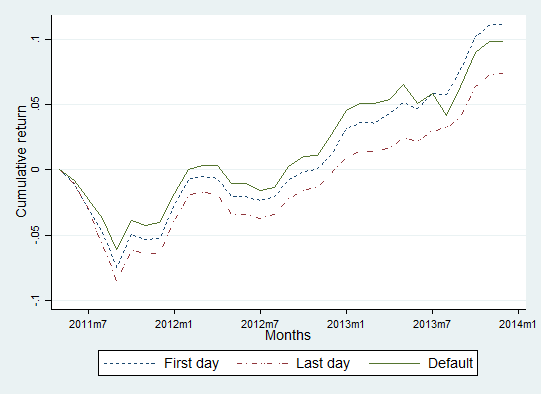 .1
.05
0
-.05
-.1
Cumulative return
2011m7 2012m1 2012m7 2013m1 2013m7 2014m1
Months
First day Last day Default